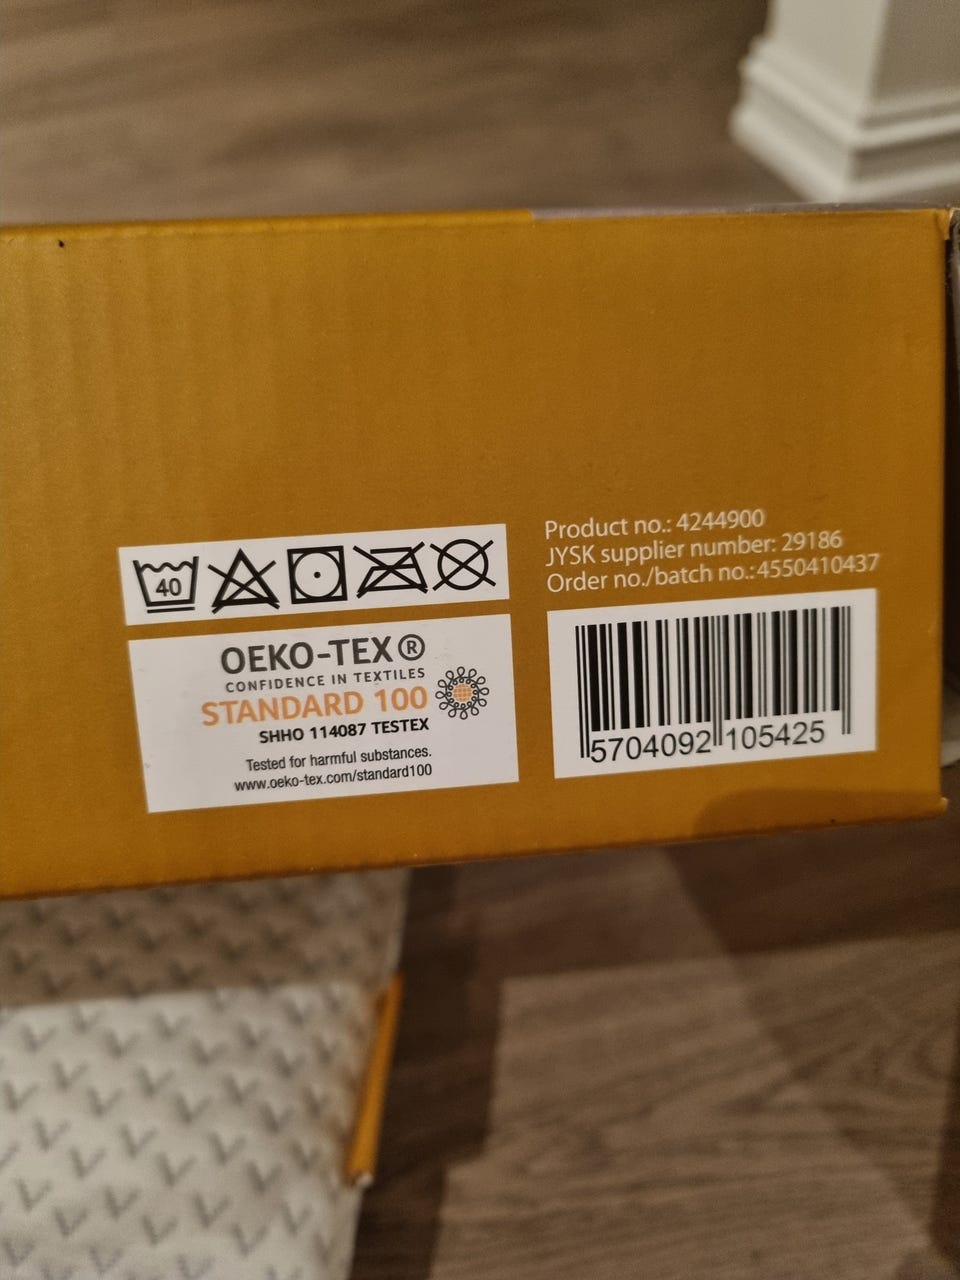 Product no.: 4244900
JYSK supplier number: 29186
Order no./batch no.:4550410437
40
OEKO-TEX®
CONFIDENCE IN TEXTILES
STANDARD 100
SHHO 114087 TESTEX
Tested for harmful substances.
www.oeko-tex.com/standard100
5704092 105425